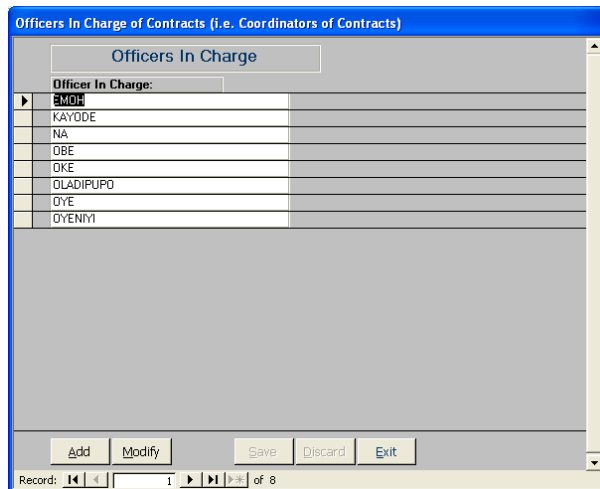 Officers In Charge of Contracts (i.e. Coordinators of Contracts)
Officers In Charge
Officer In Charge:
EMOH
KAYODE
NA
OBE
OKE
OLADIPUPO
OYE
OYENIYI
Add Modify Save Discard Exit
Record: 1 of 8